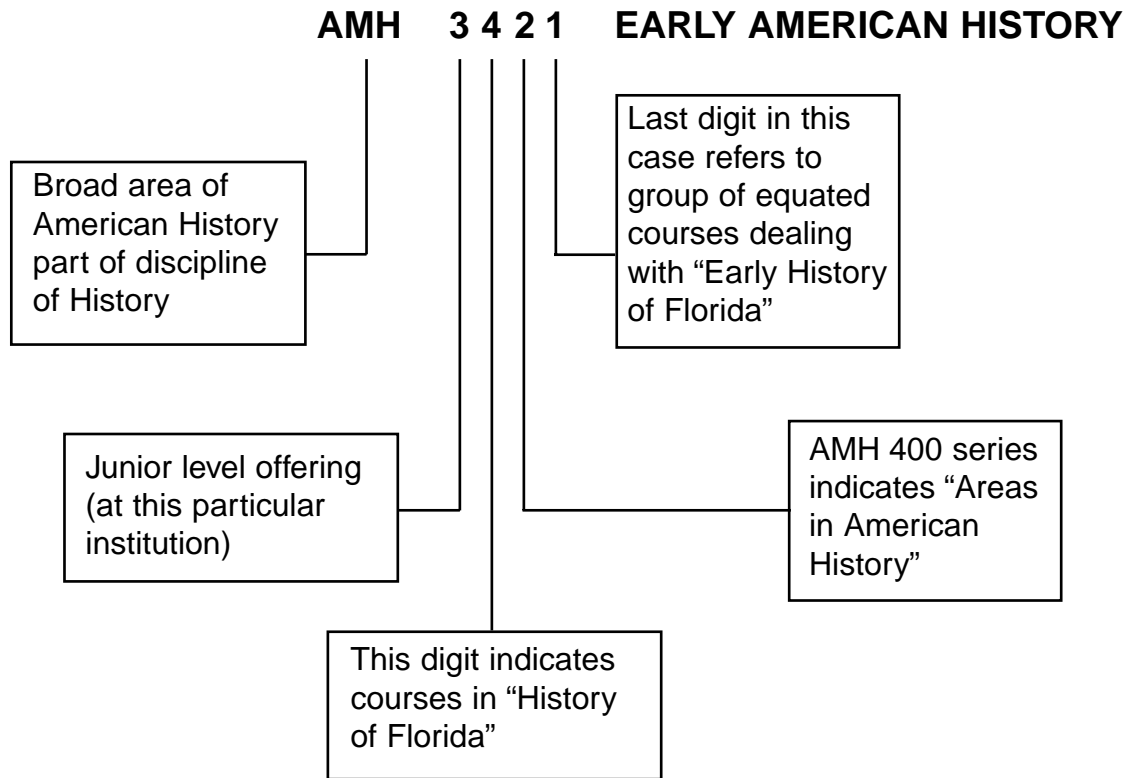 AMH 3 4 2 1 EARLY AMERICAN HISTORY
Broad area of
American History
part of discipline
of History
Last digit in this
case refers to
group of equated
courses dealing
with “Early History
of Florida”
Junior level offering
(at this particular
institution)
AMH 400 series
indicates “Areas
in American
History”
This digit indicates
courses in “History
of Florida”